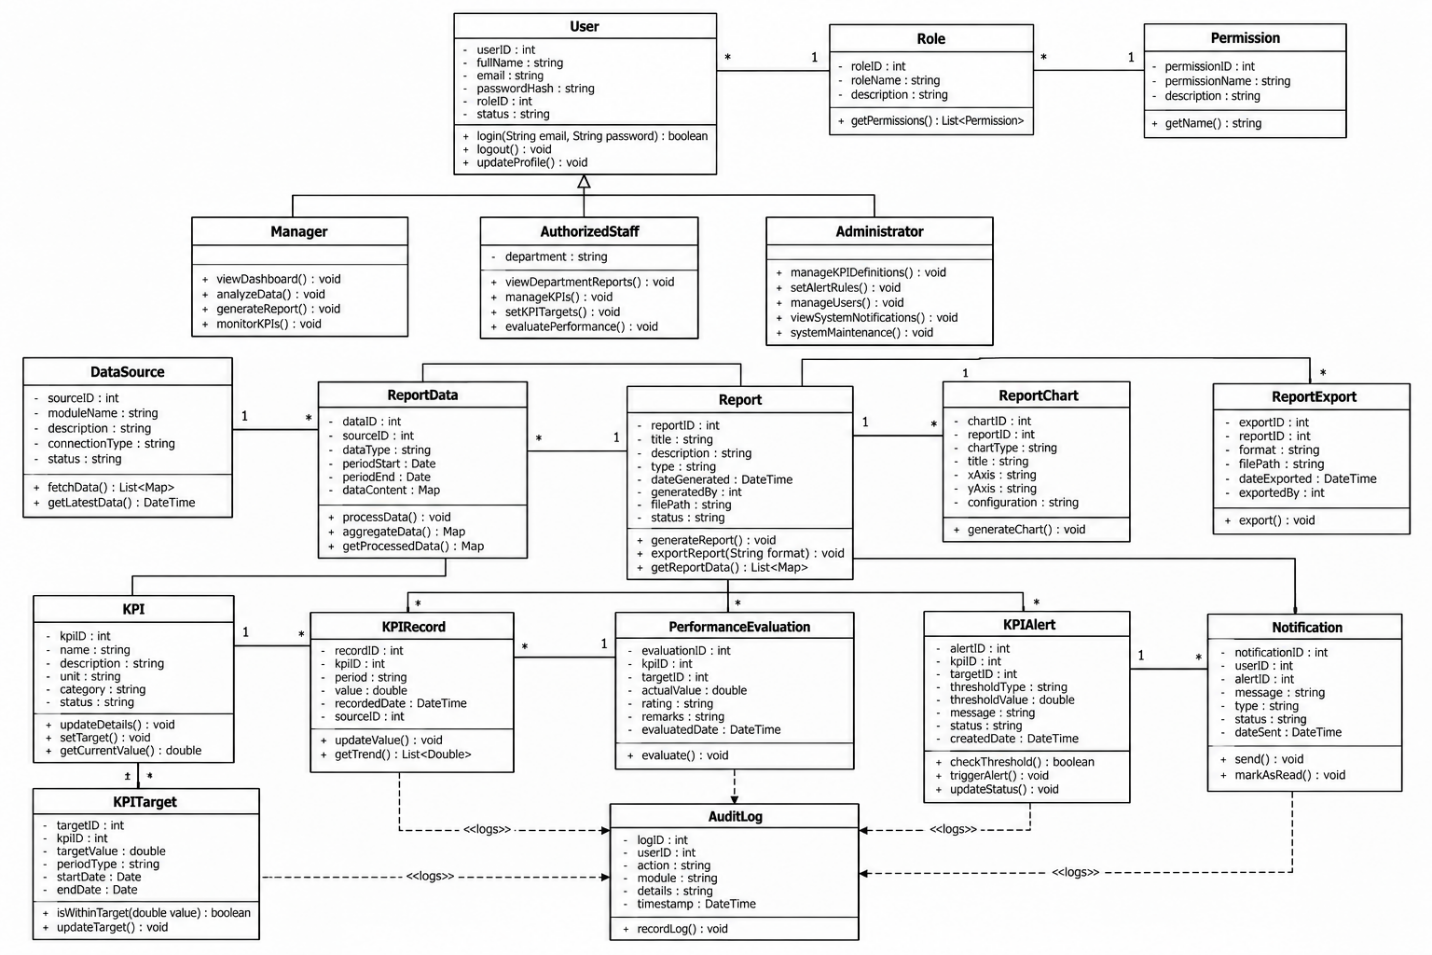 User
- userID : int
- fullName : string
- email : string
- passwordHash : string
- roleID : int
- status : string
+ login(String email, String password) : boolean
+ logout() : void
+ updateProfile() : void
* 1
Role
- roleID : int
- roleName : string
- description : string
+ getPermissions() : List<Permission>
* 1
Permission
- permissionID : int
- permissionName : string
- description : string
+ getName() : string
Manager
+ viewDashboard() : void
+ analyzeData() : void
+ generateReport() : void
+ monitorKPIs() : void
AuthorizedStaff
- department : string
+ viewDepartmentReports() : void
+ manageKPIs() : void
+ setKPITargets() : void
+ evaluatePerformance() : void
Administrator
+ manageKPIDefinitions() : void
+ setAlertRules() : void
+ manageUsers() : void
+ viewSystemNotifications() : void
+ systemMaintenance() : void
DataSource
- sourceID : int
- moduleName : string
- description : string
- connectionType : string
- status : string
+ fetchData() : List<Map>
+ getLatestData() : DateTime
1 *
ReportData
- dataID : int
- sourceID : int
- dataType : string
- periodStart : Date
- periodEnd : Date
- dataContent : Map
+ processData() : void
+ aggregateData() : Map
+ getProcessedData() : Map
* 1
Report
- reportID : int
- title : string
- description : string
- type : string
- dateGenerated : DateTime
- generatedBy : int
- filePath : string
- status : string
+ generateReport() : void
+ exportReport(String format) : void
+ getReportData() : List<Map>
1 *
1 *
ReportChart
- chartID : int
- reportID : int
- chartType : string
- title : string
- xAxis : string
- yAxis : string
- configuration : string
+ generateChart() : void
ReportExport
- exportID : int
- reportID : int
- format : string
- filePath : string
- dateExported : DateTime
- exportedBy : int
+ export() : void
KPI
- kpiID : int
- name : string
- description : string
- unit : string
- category : string
- status : string
+ updateDetails() : void
+ setTarget() : void
+ getCurrentValue() : double
1 *
* * *
KPIRecord
- recordID : int
- kpiID : int
- period : string
- value : double
- recordedDate : DateTime
- sourceID : int
+ updateValue() : void
+ getTrend() : List<Double>
* 1
PerformanceEvaluation
- evaluationID : int
- kpiID : int
- targetID : int
- actualValue : double
- rating : string
- remarks : string
- evaluatedDate : DateTime
+ evaluate() : void
KPIAlert
- alertID : int
- kpiID : int
- targetID : int
- thresholdType : string
- thresholdValue : double
- message : string
- status : string
- createdDate : DateTime
+ checkThreshold() : boolean
+ triggerAlert() : void
+ updateStatus() : void
1 *
Notification
- notificationID : int
- userID : int
- alertID : int
- message : string
- type : string
- status : string
- dateSent : DateTime
+ send() : void
+ markAsRead() : void
*
KPITarget
- targetID : int
- kpiID : int
- targetValue : double
- periodType : string
- startDate : Date
- endDate : Date
+ isWithinTarget(double value) : boolean
+ updateTarget() : void
<<logs>>
<<logs>>
AuditLog
- logID : int
- userID : int
- action : string
- module : string
- details : string
- timestamp : DateTime
+ recordLog() : void
<<logs>>
<<logs>>